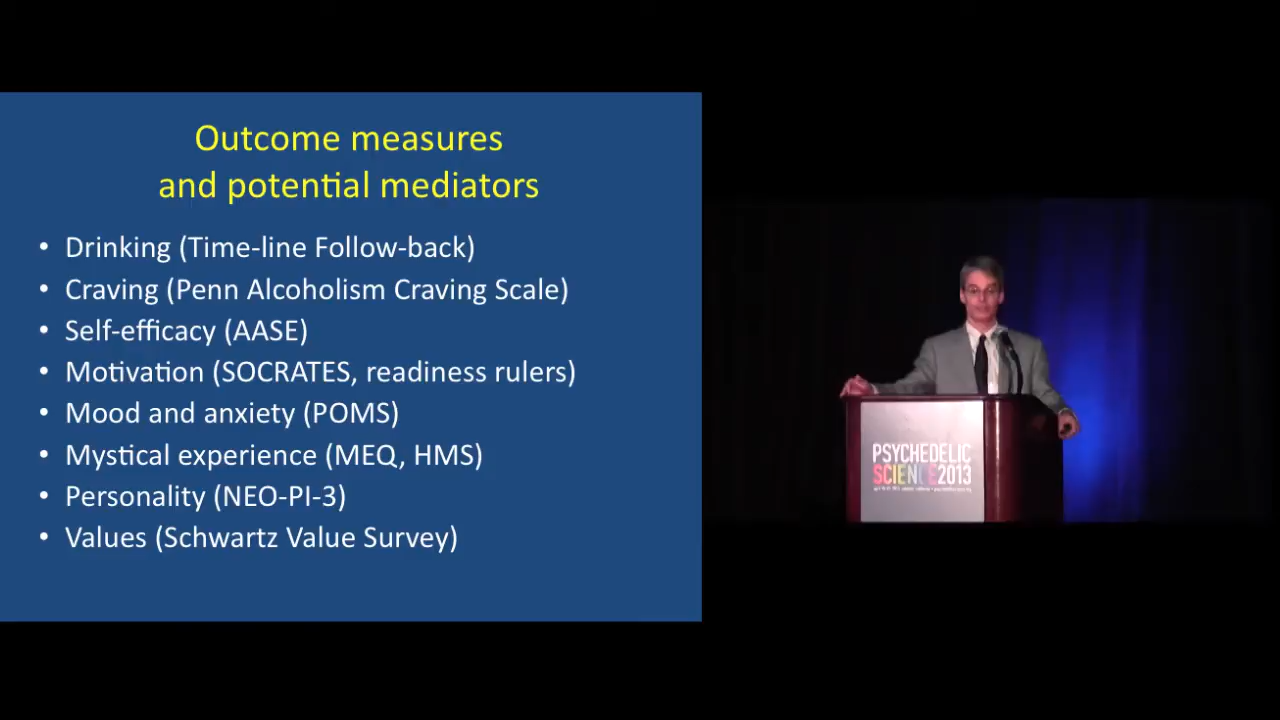 Outcome measures
and potential mediators
• Drinking (Time-line Follow-back)
• Craving (Penn Alcoholism Craving Scale)
• Self-efficacy (AASE)
• Motivation (SOCRATES, readiness rulers)
• Mood and anxiety (POMS)
• Mystical experience (MEQ, HMS)
• Personality (NEO-PI-3)
• Values (Schwartz Value Survey)
PSYCHEDELIC
SCIENCE2013